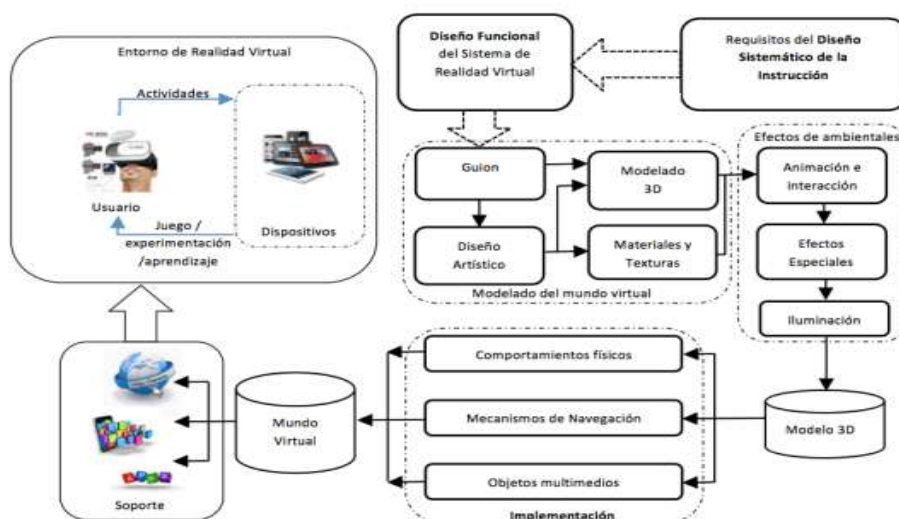 Entorno de Realidad Virtual
Actividades
Usuario
Juego /
experimentación
/aprendizaje
Dispositivos
Diseño Funcional
del Sistema de
Realidad Virtual
Requisitos del Diseño
Sistemático de la
Instrucción
Guion
Diseño
Artístico
Modelado
3D
Materiales y
Texturas
Modelado del mundo virtual
Efectos de ambientales
Animación e
interacción
Efectos
Especiales
Iluminación
Modelo 3D
Comportamientos físicos
Mecanismos de Navegación
Objetos multimedios
Implementación
Mundo
Virtual
Soporte